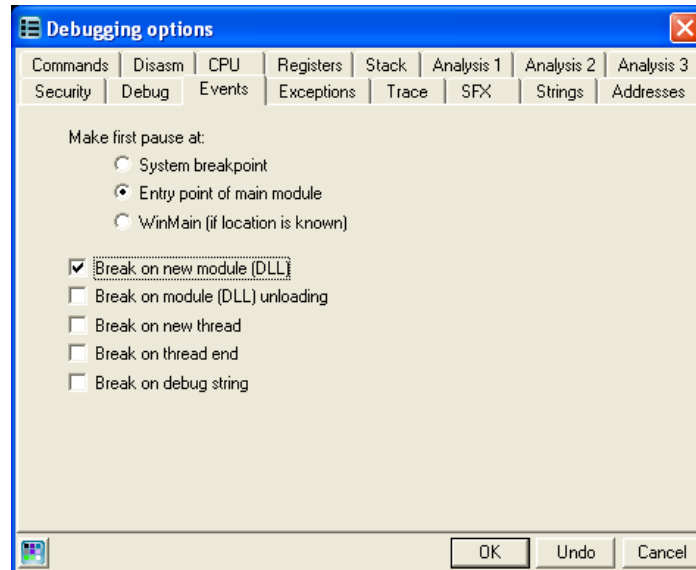 Debugging options
Commands Disasm CPU Registers Stack Analysis 1 Analysis 2 Analysis 3
Security Debug Events Exceptions Trace SFX Strings Addresses
Make first pause at:
System breakpoint
Entry point of main module
WinMain (if location is known)
Break on new module (DLL)
Break on module (DLL) unloading
Break on new thread
Break on thread end
Break on debug string
OK Undo Cancel